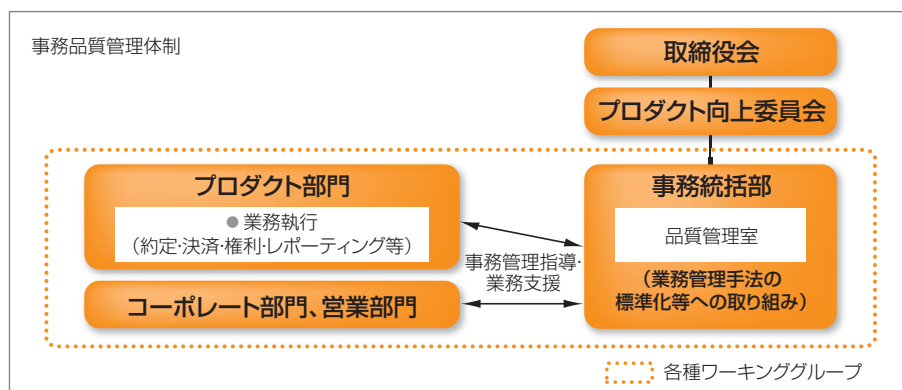 事務品質管理体制
取締役会
プロダクト向上委員会
プロダクト部門
● 業務執行
（約定・決済・権利・レポーティング等）
事務統括部
品質管理室
（業務管理手法の
標準化等への取り組み）
事務管理指導・
業務支援
コーポレート部門、営業部門
各種ワーキンググループ